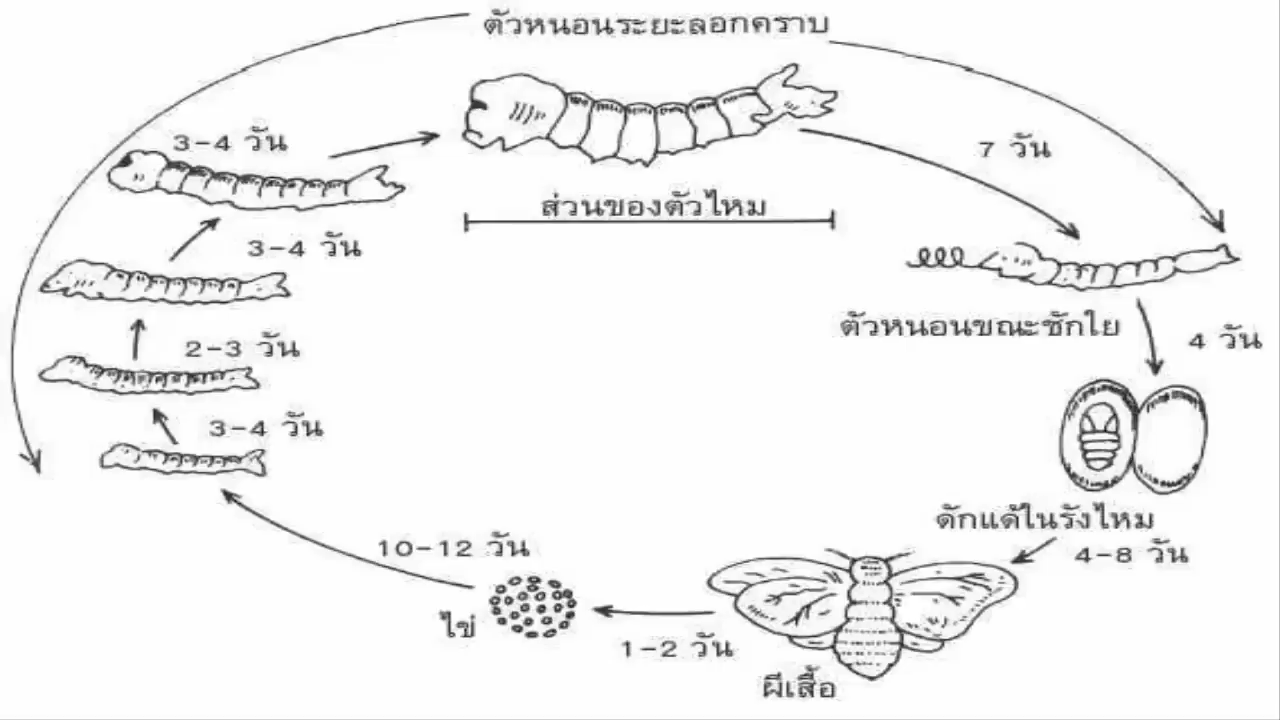 ตัวหนอนระยะลอกคราบ
3-4 วัน
7 วัน
ส่วนของตัวไหม
3-4 วัน
ตัวหนอนขณะชักใย
4 วัน
2-3 วัน
3-4 วัน
ดักแด้ในรังไหม
4-8 วัน
10-12 วัน
ไข่
1-2 วัน
ผีเสื้อ